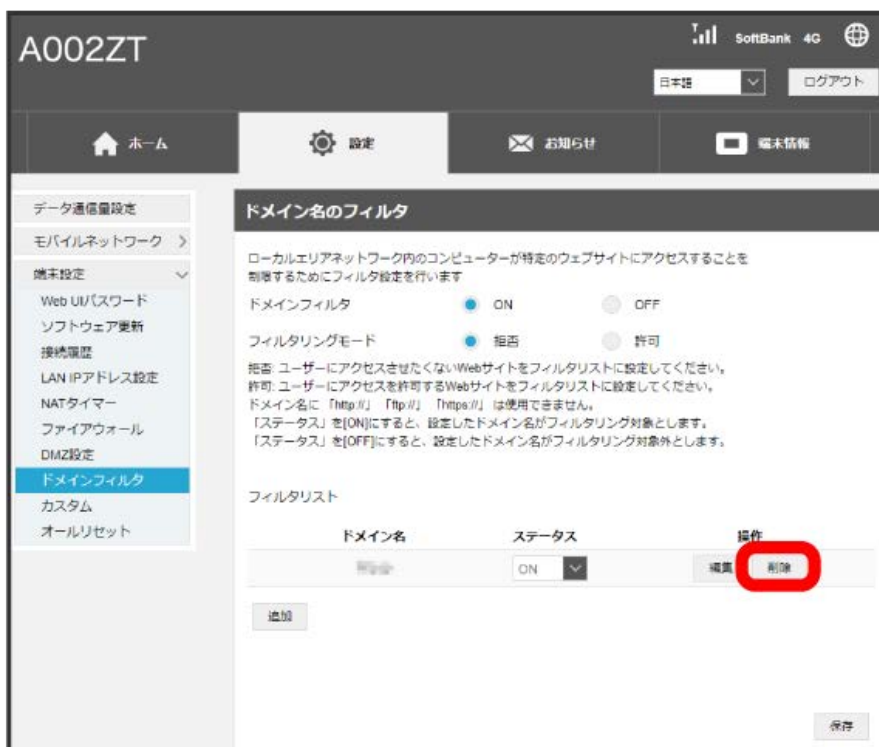 A002ZT
SoftBank 4G
日本語
ログアウト
ホーム
設定
お知らせ
端末情報
データ通信量設定
モバイルネットワーク
端末設定
Web UIパスワード
ソフトウェア更新
接続履歴
LAN IPアドレス設定
NATタイマー
ファイアウォール
DMZ設定
ドメインフィルタ
カスタム
オールリセット
ドメイン名のフィルタ
ローカルエリアネットワーク内のコンピューターが特定のウェブサイトにアクセスすることを
制限するためにフィルタ設定を行います
ドメインフィルタ ON OFF
フィルタリングモード 拒否 許可
拒否: ユーザーにアクセスさせたくないWebサイトをフィルタリストに設定してください。
許可: ユーザーにアクセスを許可するWebサイトをフィルタリストに設定してください。
ドメイン名に「http://」「ftp://」「https://」は使用できません。
「ステータス」を[ON]にすると、設定したドメイン名がフィルタリング対象とします。
「ステータス」を[OFF]にすると、設定したドメイン名がフィルタリング対象外とします。
フィルタリスト
ドメイン名 ステータス 操作
ON 編集 削除
追加
保存